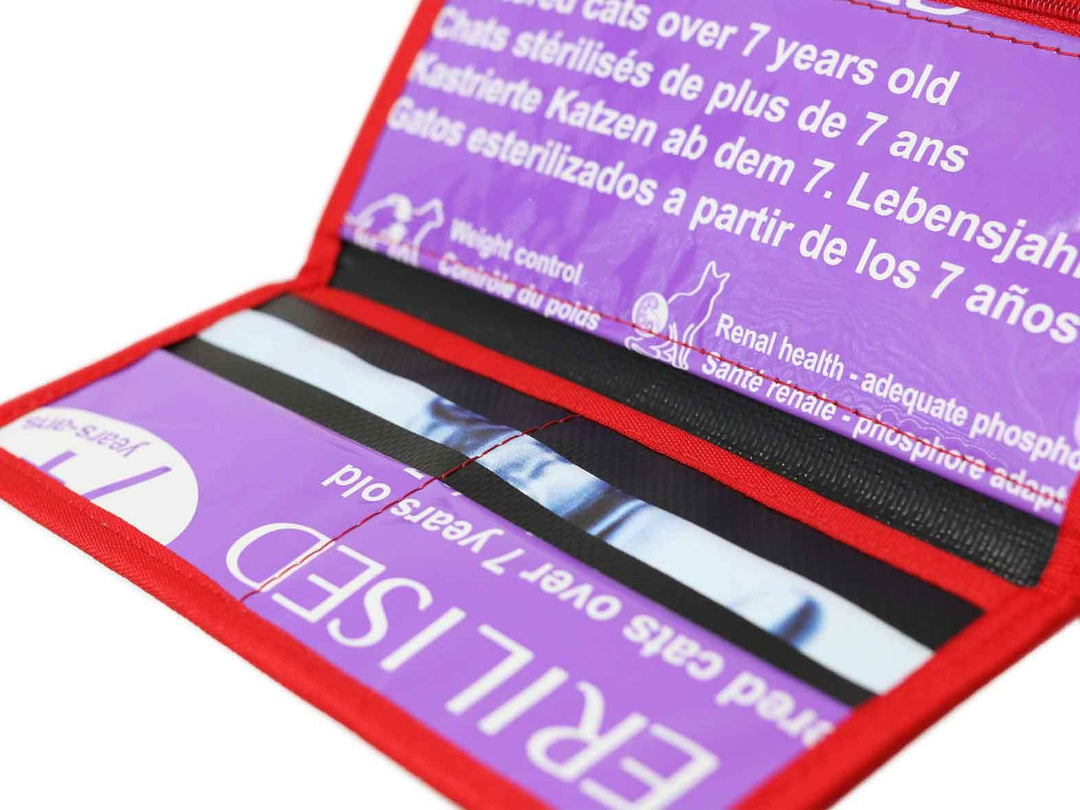 cats over 7 years old
Chats stérilisés de plus de 7 ans
Kastrierte Katzen ab dem 7. Lebensjahr
Gatos esterilizados a partir de los 7 años
Weight control
Contrôle du poids
Renal health - adequate phospho
Santé rénale - phosphore adapt
years-ans
7
ERILISED
ered cats over 7 years old